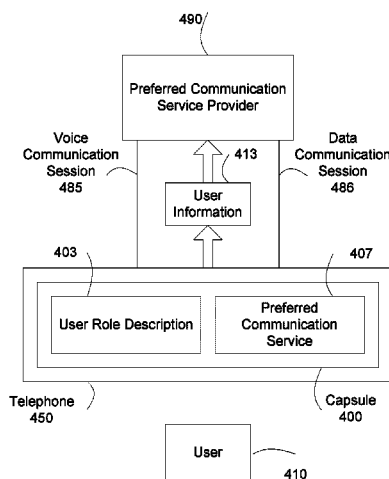 490
Preferred Communication
Service Provider
Voice
Communication
Session
485
413
Data
Communication
Session
486
User
Information
403
407
User Role Description
Preferred
Communication
Service
Telephone
450
Capsule
400
User
410